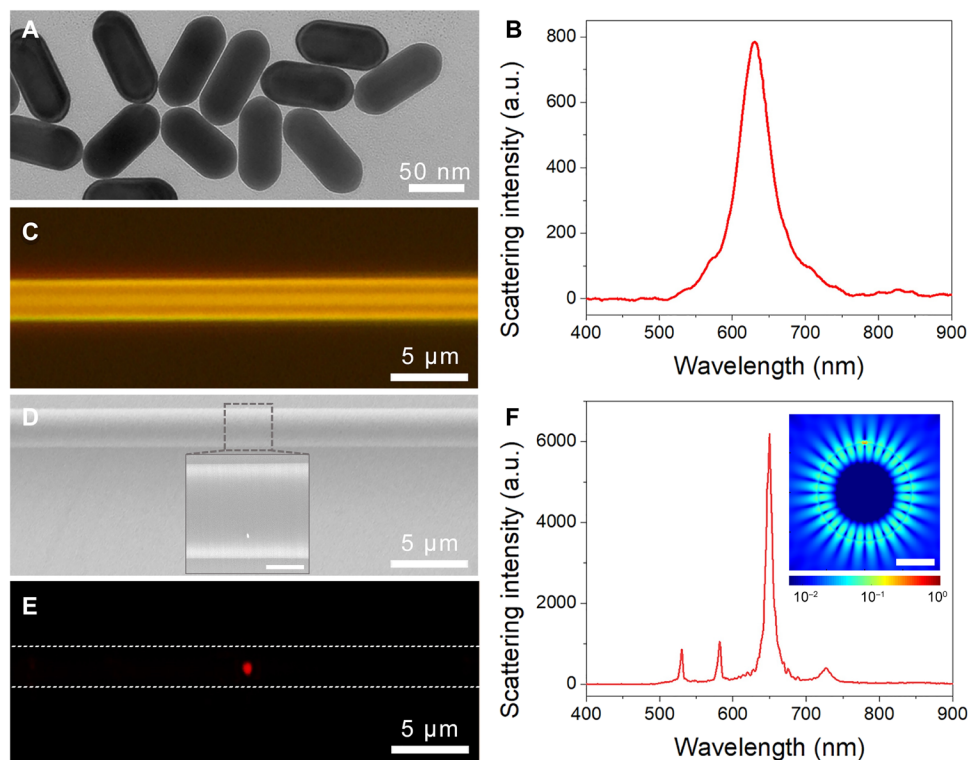 A
50 nm
B
Scattering intensity (a.u.)
800
600
400
200
0
400 500 600 700 800 900
Wavelength (nm)
C
5 μm
D
5 μm
E
5 μm
F
Scattering intensity (a.u.)
6000
4000
2000
0
400 500 600 700 800 900
Wavelength (nm)
10⁻² 10⁻¹ 10⁰